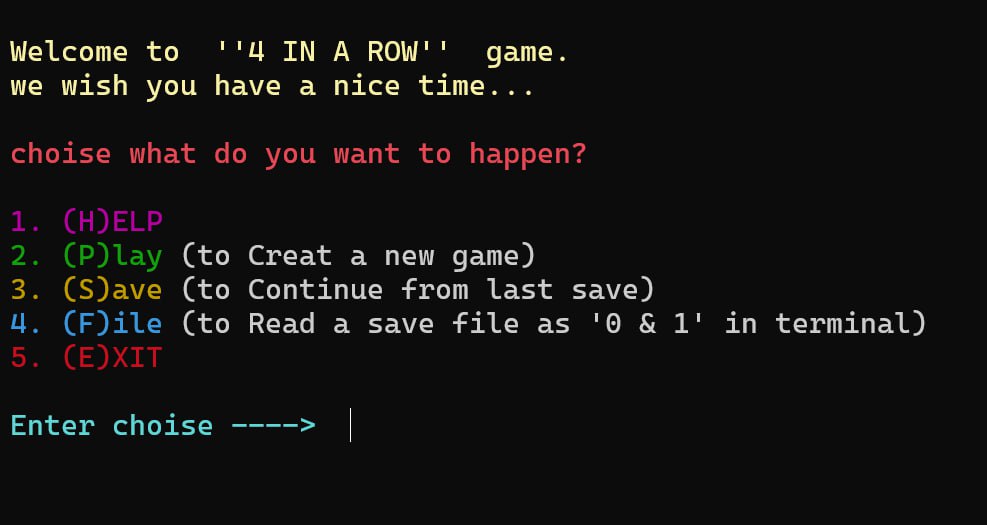 Welcome to  ''4 IN A ROW''  game.
we wish you have a nice time...
choise what do you want to happen?
1. (H)ELP
2. (P)lay (to Creat a new game)
3. (S)ave (to Continue from last save)
4. (F)ile (to Read a save file as '0 & 1' in terminal)
5. (E)XIT
Enter choise ---->